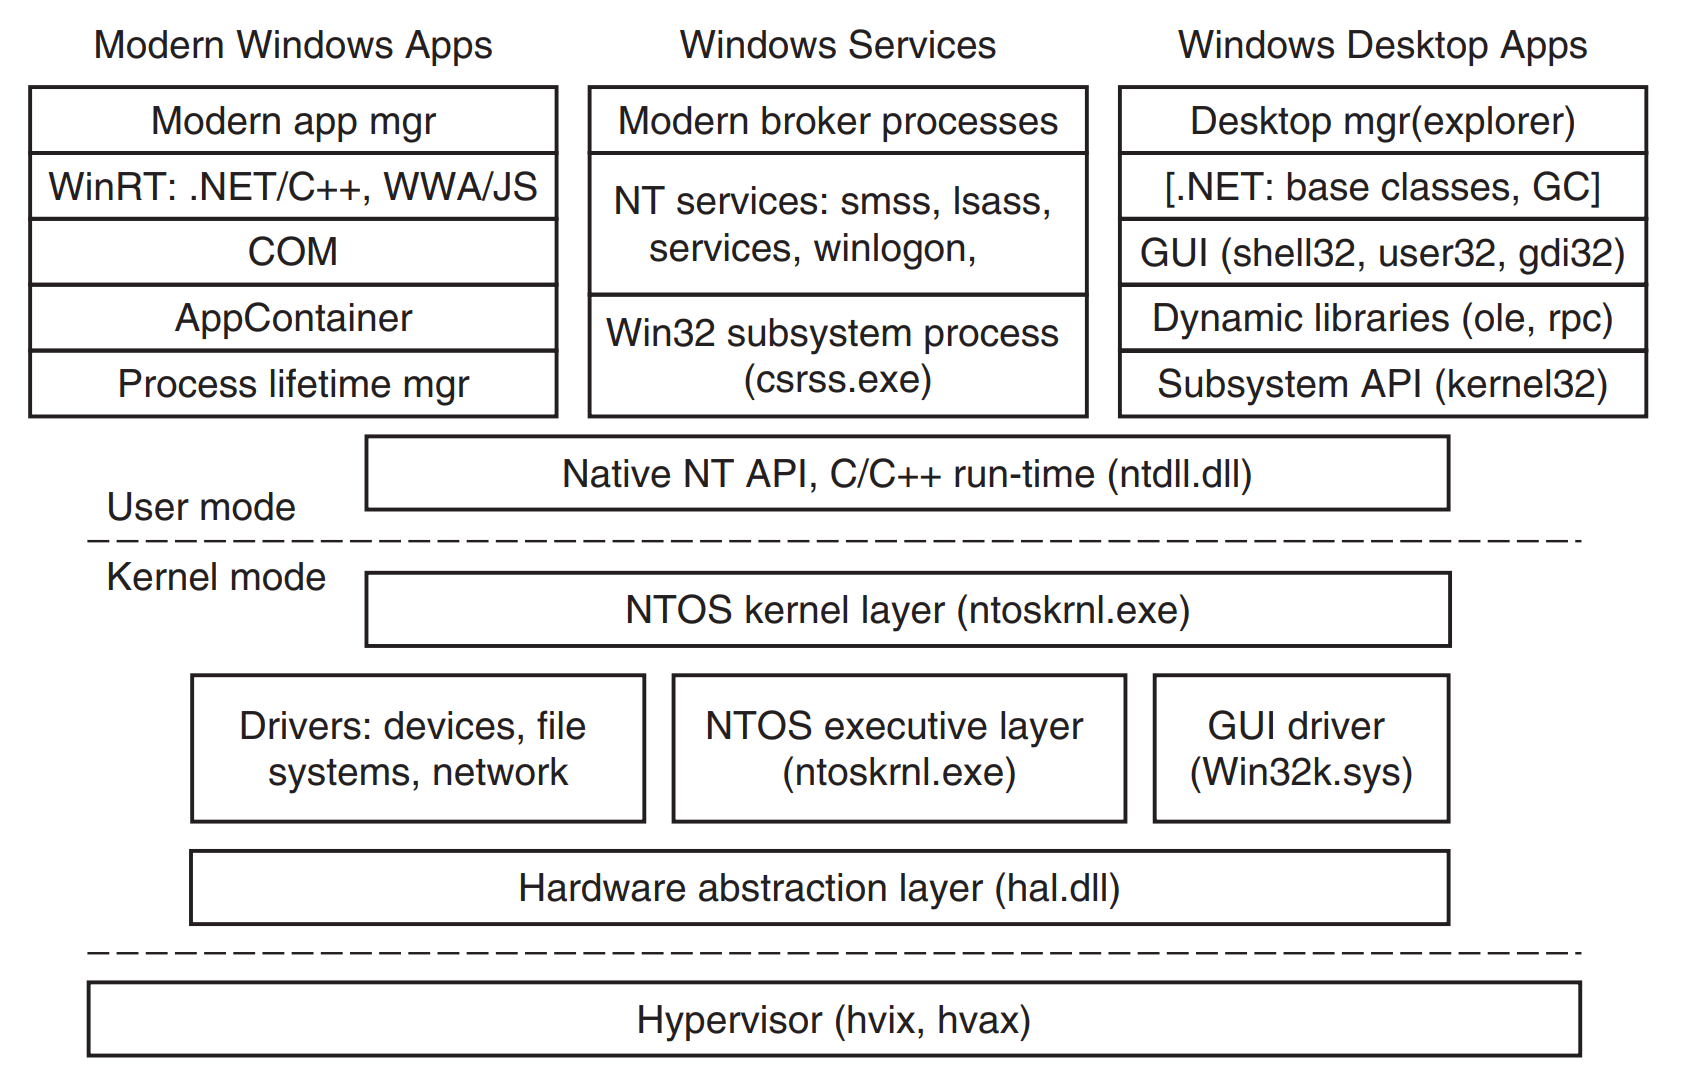 Modern Windows Apps
Modern app mgr
WinRT: .NET/C++, WWA/JS
COM
AppContainer
Process lifetime mgr
Windows Services
Modern broker processes
NT services: smss, lsass,
services, winlogon,
Win32 subsystem process
(csrss.exe)
Windows Desktop Apps
Desktop mgr(explorer)
[.NET: base classes, GC]
GUI (shell32, user32, gdi32)
Dynamic libraries (ole, rpc)
Subsystem API (kernel32)
Native NT API, C/C++ run-time (ntdll.dll)
User mode
Kernel mode
NTOS kernel layer (ntoskrnl.exe)
Drivers: devices, file
systems, network
NTOS executive layer
(ntoskrnl.exe)
GUI driver
(Win32k.sys)
Hardware abstraction layer (hal.dll)
Hypervisor (hvix, hvax)